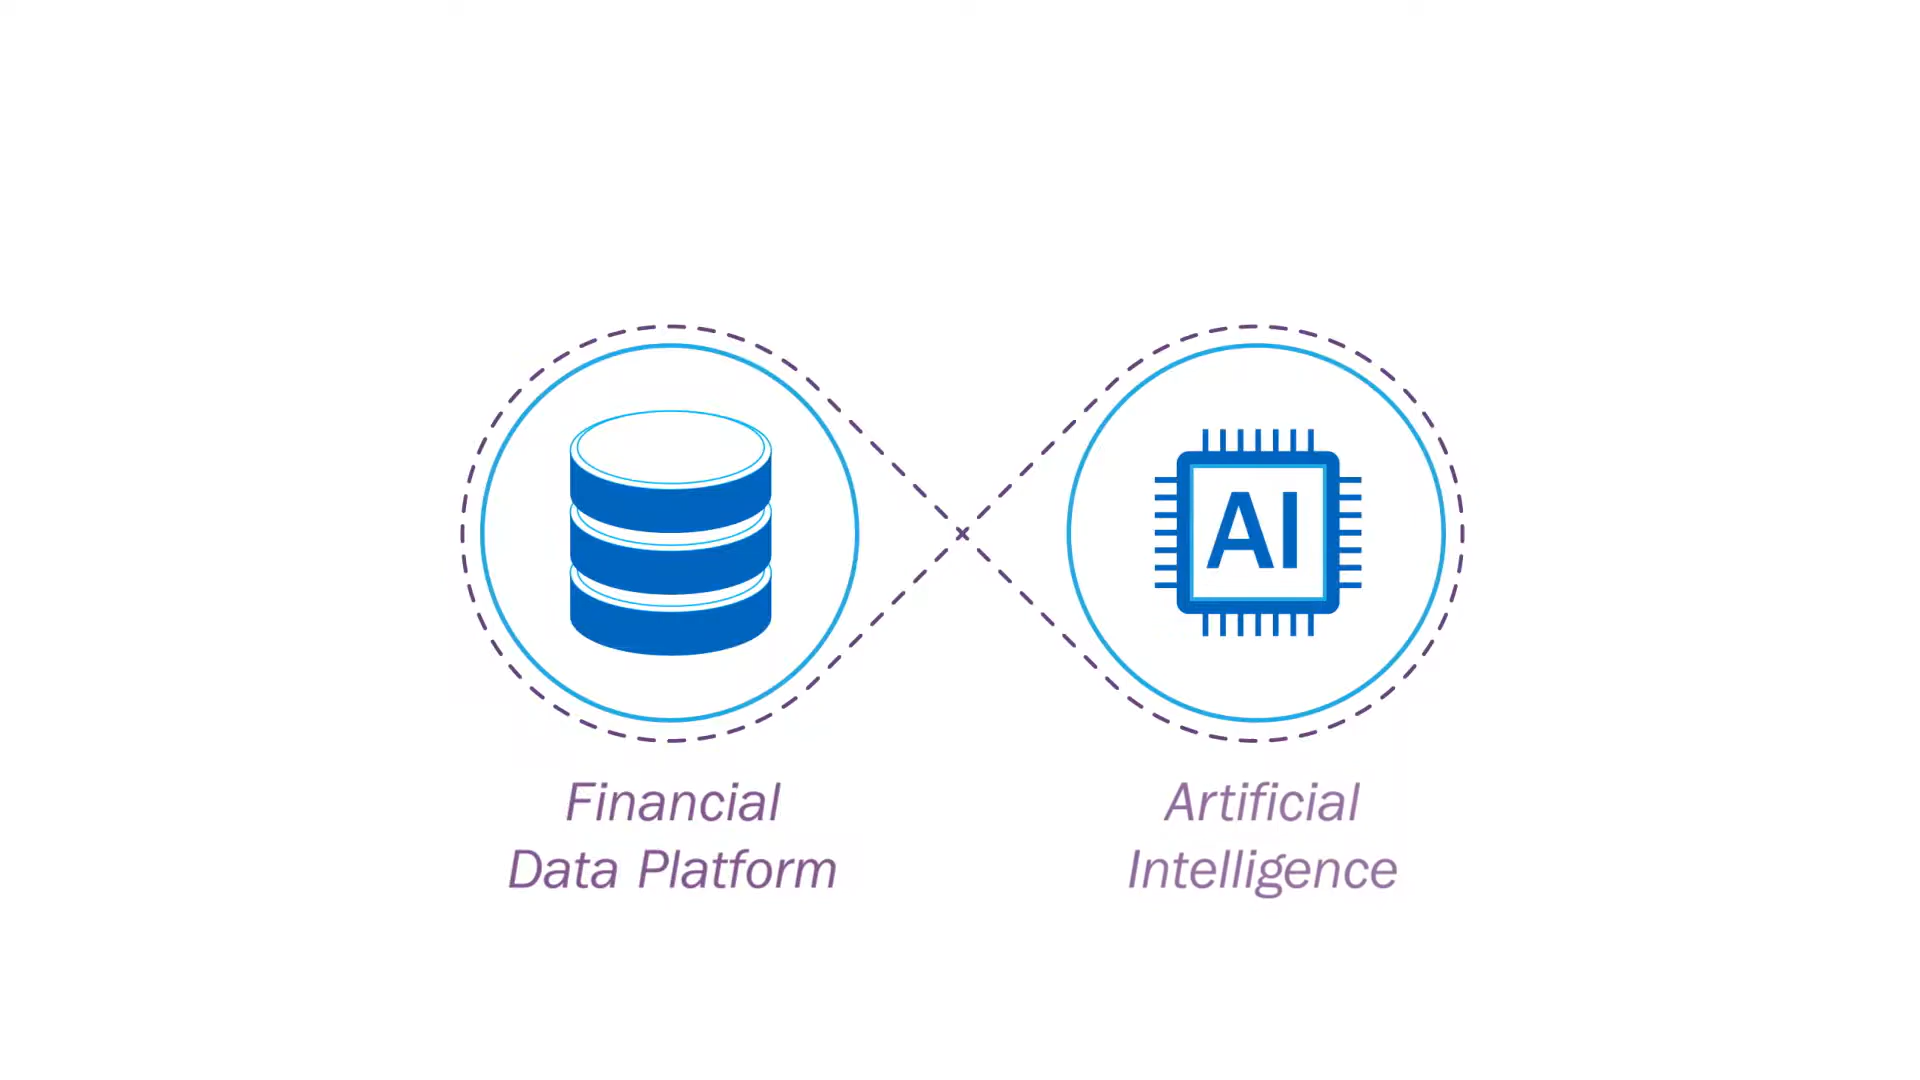 AI
Financial
Data Platform
Artificial
Intelligence